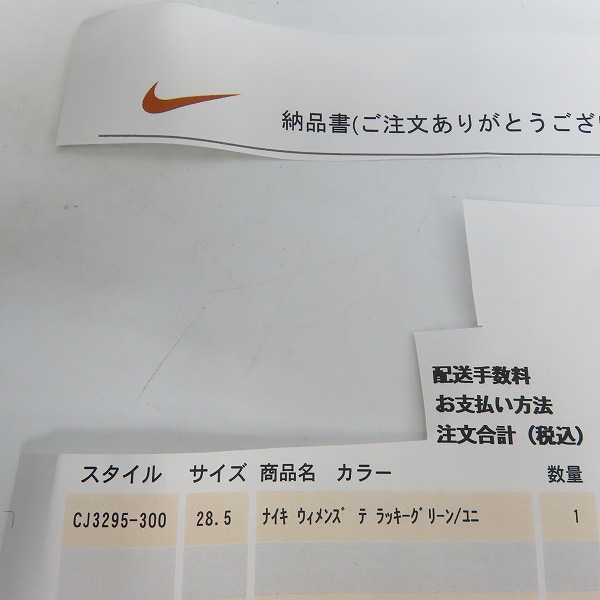 納品書(ご注文ありがとうござい
配送手数料
お支払い方法
注文合計（税込）
スタイル サイズ 商品名 カラー 数量
CJ3295-300 28.5 ナイキ ウィメンズ テ ラッキーグリーン/ユニ 1